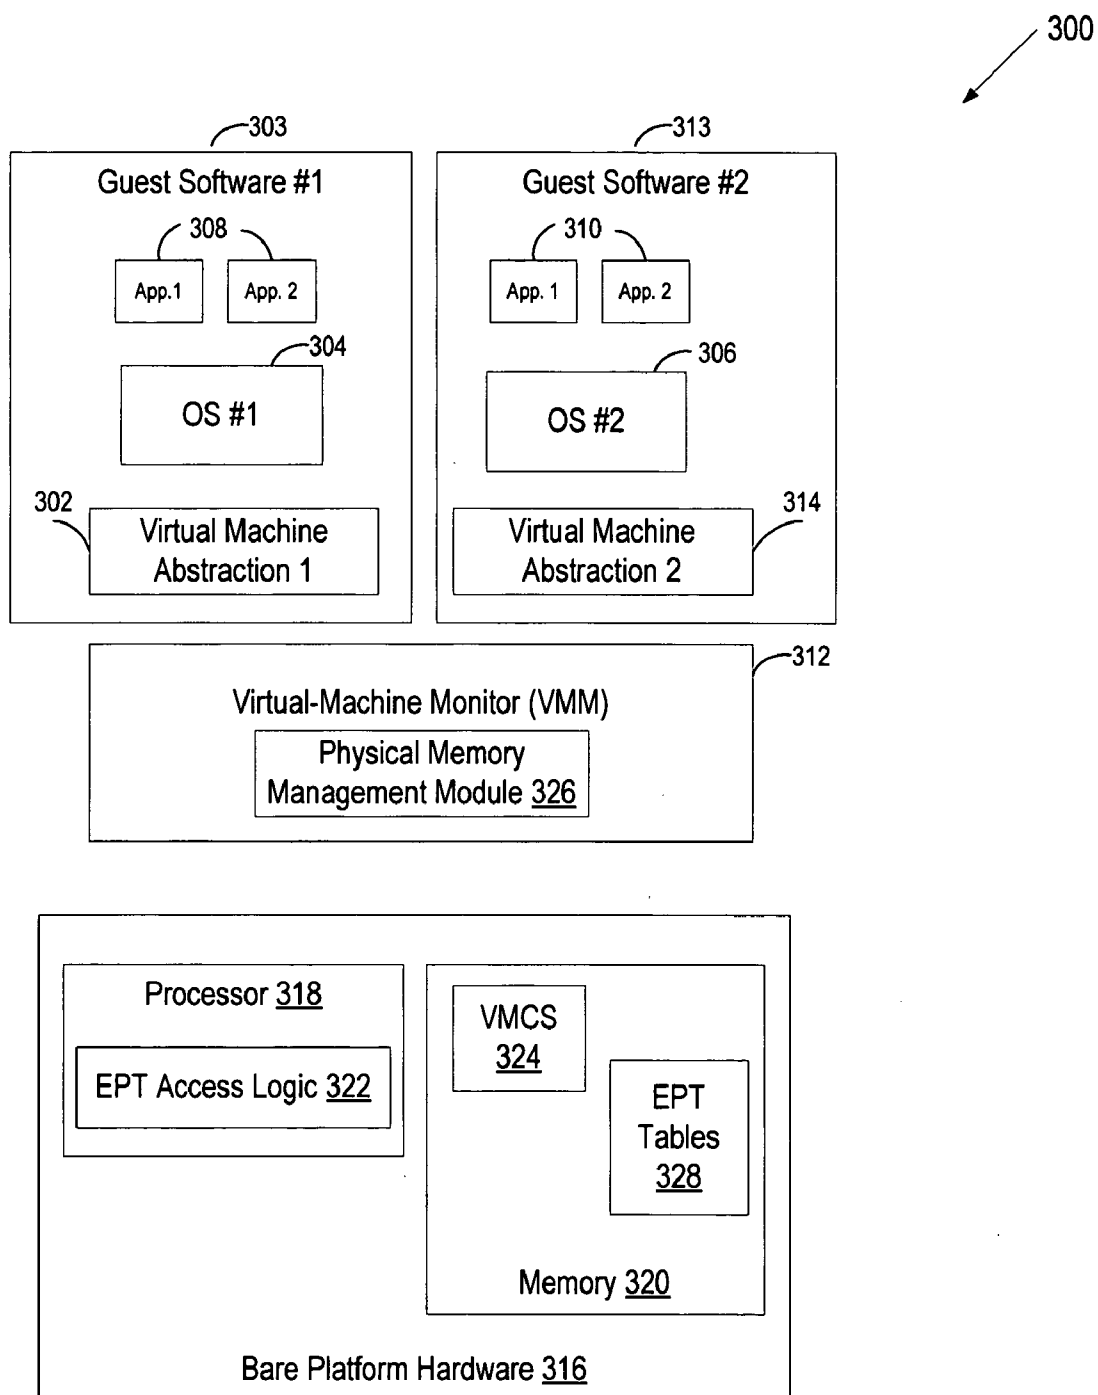 300
303
313
Guest Software #1
Guest Software #2
308
310
App.1
App. 2
App. 1
App. 2
304
306
OS #1
OS #2
302
314
Virtual Machine
Abstraction 1
Virtual Machine
Abstraction 2
312
Virtual-Machine Monitor (VMM)
Physical Memory
Management Module 326
Processor 318
EPT Access Logic 322
VMCS
324
EPT
Tables
328
Memory 320
Bare Platform Hardware 316